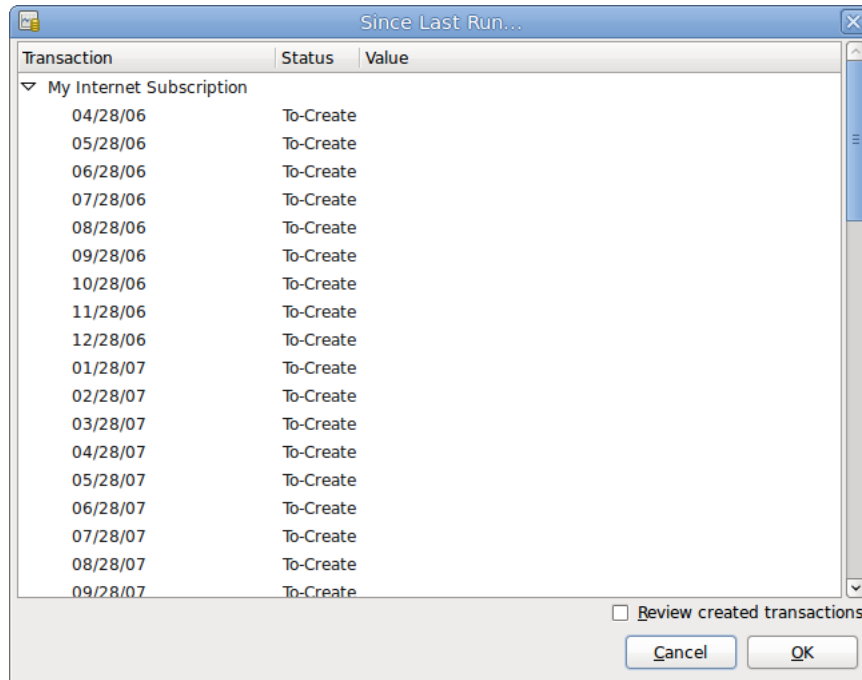 Since Last Run...
Transaction Status Value
My Internet Subscription
04/28/06 To-Create
05/28/06 To-Create
06/28/06 To-Create
07/28/06 To-Create
08/28/06 To-Create
09/28/06 To-Create
10/28/06 To-Create
11/28/06 To-Create
12/28/06 To-Create
01/28/07 To-Create
02/28/07 To-Create
03/28/07 To-Create
04/28/07 To-Create
05/28/07 To-Create
06/28/07 To-Create
07/28/07 To-Create
08/28/07 To-Create
09/28/07 To-Create
Review created transactions
Cancel OK